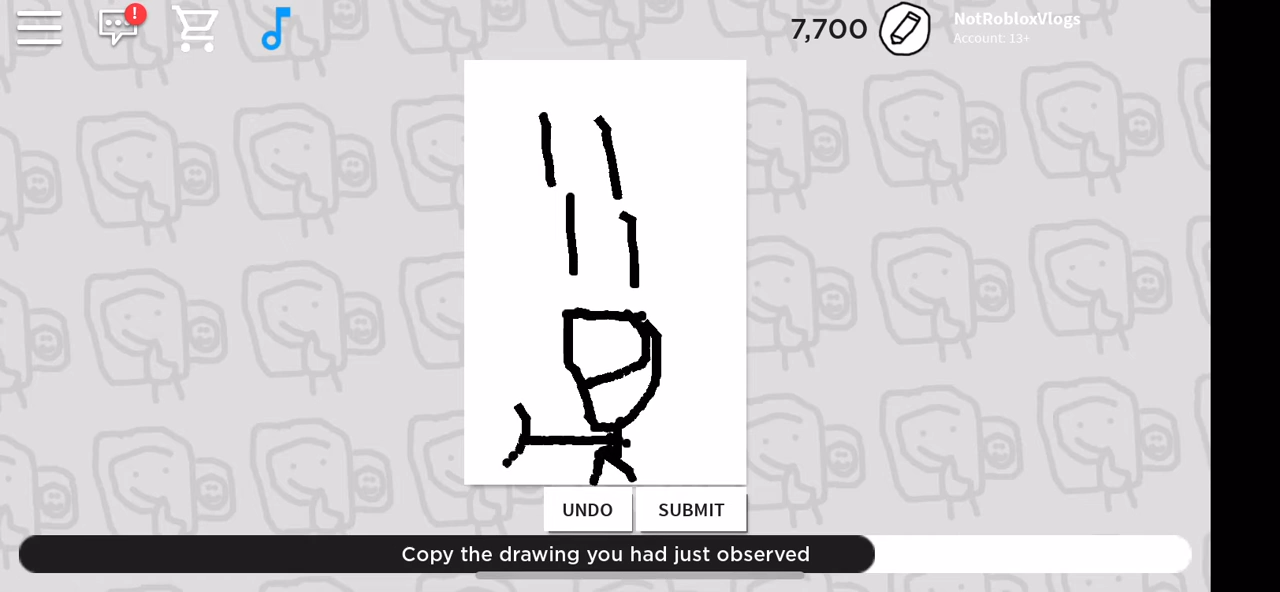 !
7,700
NotRobloxVlogs
Account: 13+
UNDO
SUBMIT
Copy the drawing you had just observed